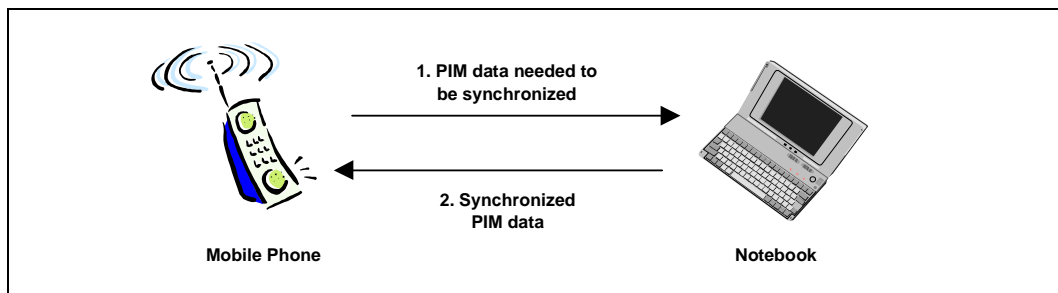 1. PIM data needed to
be synchronized
2. Synchronized
PIM data
Mobile Phone
Notebook